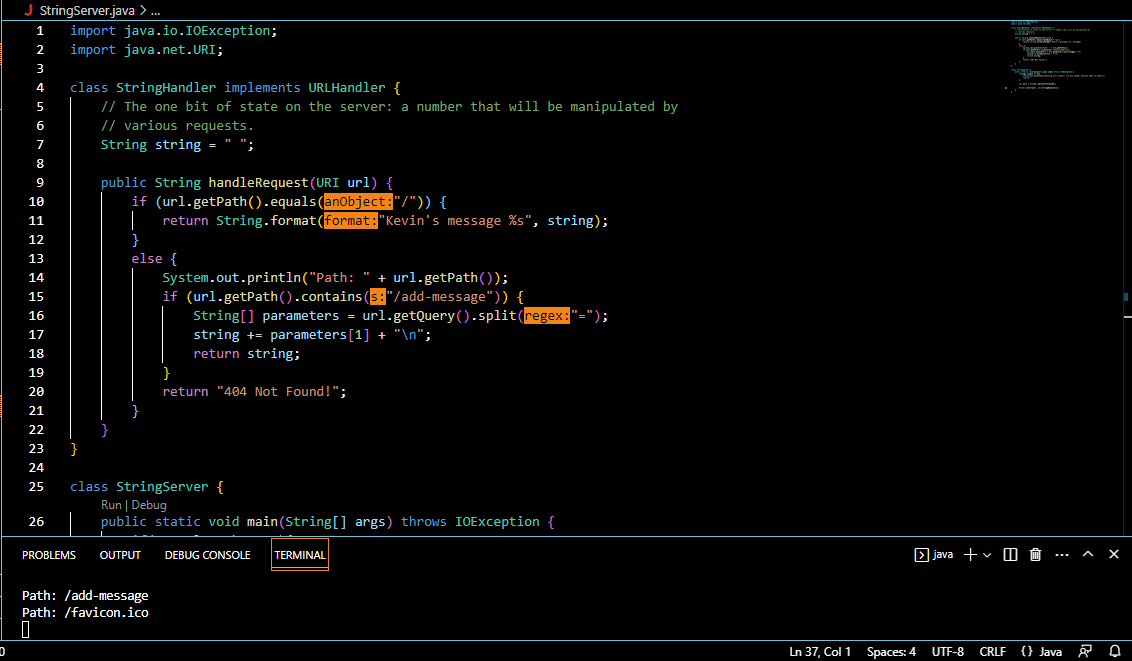 StringServer.java > ...
1 import java.io.IOException;
2 import java.net.URI;
3
4 class StringHandler implements URLHandler {
5 // The one bit of state on the server: a number that will be manipulated by
6 // various requests.
7 String string = " ";
8
9 public String handleRequest(URI url) {
10 if (url.getPath().equals(anObject:"/")) {
11 return String.format(format:"Kevin's message %s", string);
12 }
13 else {
14 System.out.println("Path: " + url.getPath());
15 if (url.getPath().contains(s:"/add-message")) {
16 String[] parameters = url.getQuery().split(regex:"=");
17 string += parameters[1] + "\n";
18 return string;
19 }
20 return "404 Not Found!";
21 }
22 }
23 }
24
25 class StringServer {
Run | Debug
26 public static void main(String[] args) throws IOException {
PROBLEMS OUTPUT DEBUG CONSOLE TERMINAL java
Path: /add-message
Path: /favicon.ico
0 Ln 37, Col 1 Spaces: 4 UTF-8 CRLF {} Java